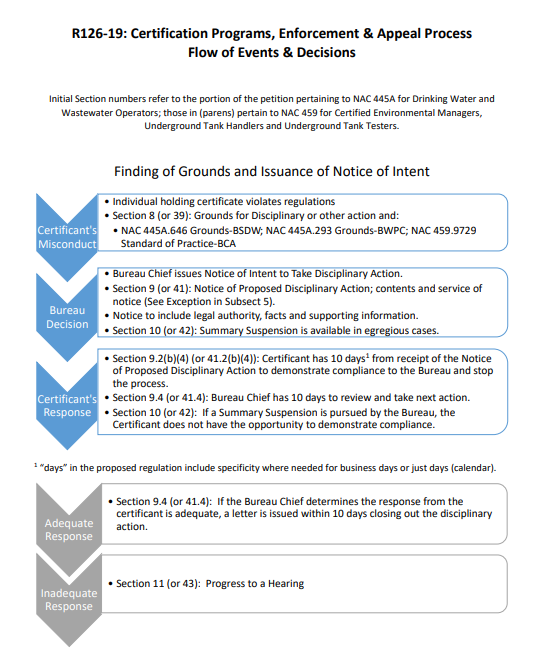 R126-19: Certification Programs, Enforcement & Appeal Process
Flow of Events & Decisions
Initial Section numbers refer to the portion of the petition pertaining to NAC 445A for Drinking Water and
Wastewater Operators; those in (parens) pertain to NAC 459 for Certified Environmental Managers,
Underground Tank Handlers and Underground Tank Testers.
Finding of Grounds and Issuance of Notice of Intent
Certificant's
Misconduct
• Individual holding certificate violates regulations
• Section 8 (or 39): Grounds for Disciplinary or other action and:
• NAC 445A.646 Grounds-BSDW; NAC 445A.293 Grounds-BWPC; NAC 459.9729
Standard of Practice-BCA
Bureau
Decision
• Bureau Chief issues Notice of Intent to Take Disciplinary Action.
• Section 9 (or 41): Notice of Proposed Disciplinary Action; contents and service of
notice (See Exception in Subsect 5).
• Notice to include legal authority, facts and supporting information.
• Section 10 (or 42): Summary Suspension is available in egregious cases.
Certificant's
Response
• Section 9.2(b)(4) (or 41.2(b)(4)): Certificant has 10 days¹ from receipt of the Notice
of Proposed Disciplinary Action to demonstrate compliance to the Bureau and stop
the process.
• Section 9.4 (or 41.4): Bureau Chief has 10 days to review and take next action.
• Section 10 (or 42): If a Summary Suspension is pursued by the Bureau, the
Certificant does not have the opportunity to demonstrate compliance.
¹ "days" in the proposed regulation include specificity where needed for business days or just days (calendar).
Adequate
Response
• Section 9.4 (or 41.4): If the Bureau Chief determines the response from the
certificant is adequate, a letter is issued within 10 days closing out the disciplinary
action.
Inadequate
Response
• Section 11 (or 43): Progress to a Hearing